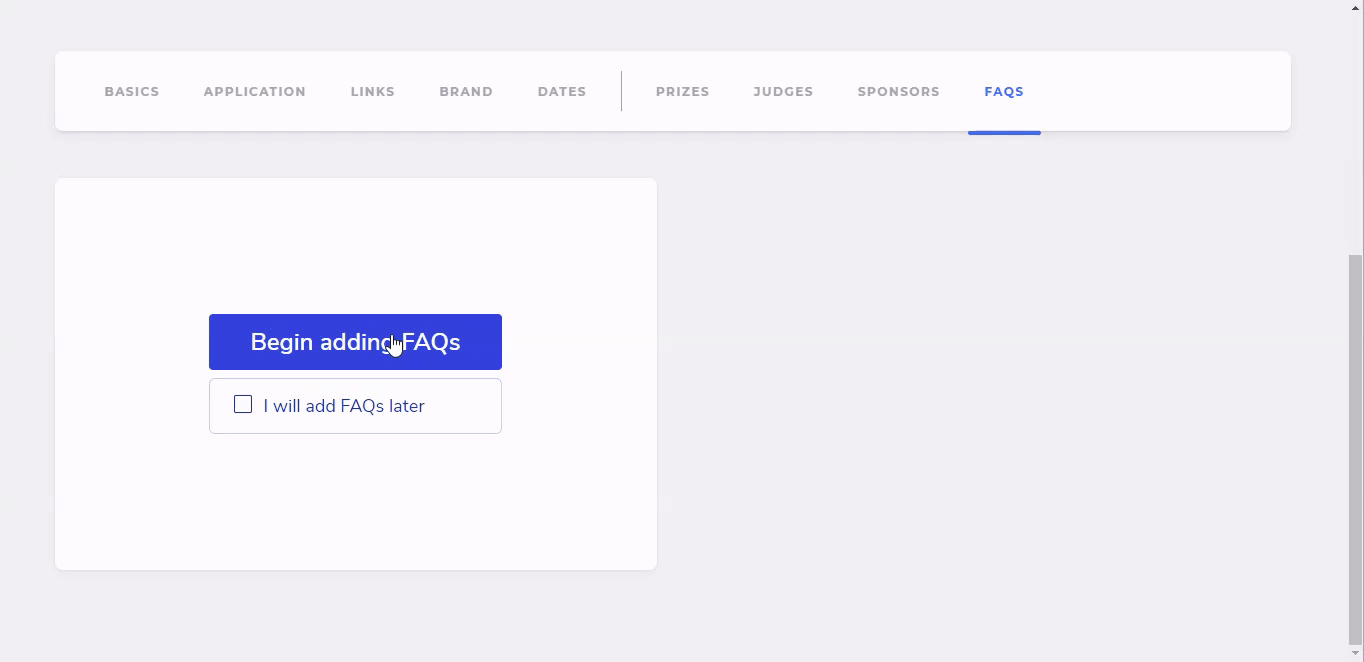 BASICS APPLICATION LINKS BRAND DATES PRIZES JUDGES SPONSORS FAQS
Begin adding FAQs
I will add FAQs later